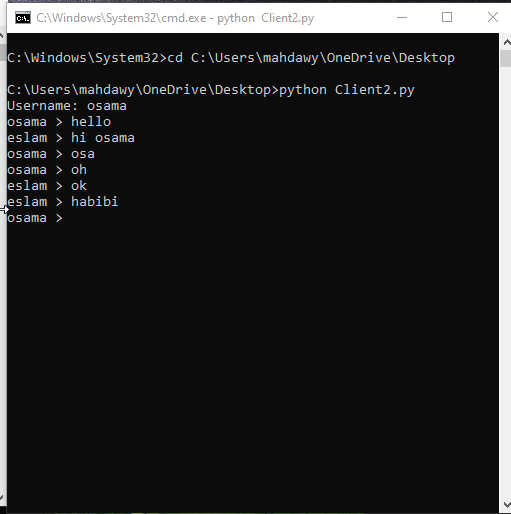 C:\Windows\System32\cmd.exe - python  Client2.py
C:\Windows\System32>cd C:\Users\mahdawy\OneDrive\Desktop
C:\Users\mahdawy\OneDrive\Desktop>python Client2.py
Username: osama
osama > hello
eslam > hi osama
osama > osa
osama > oh
eslam > ok
eslam > habibi
osama >